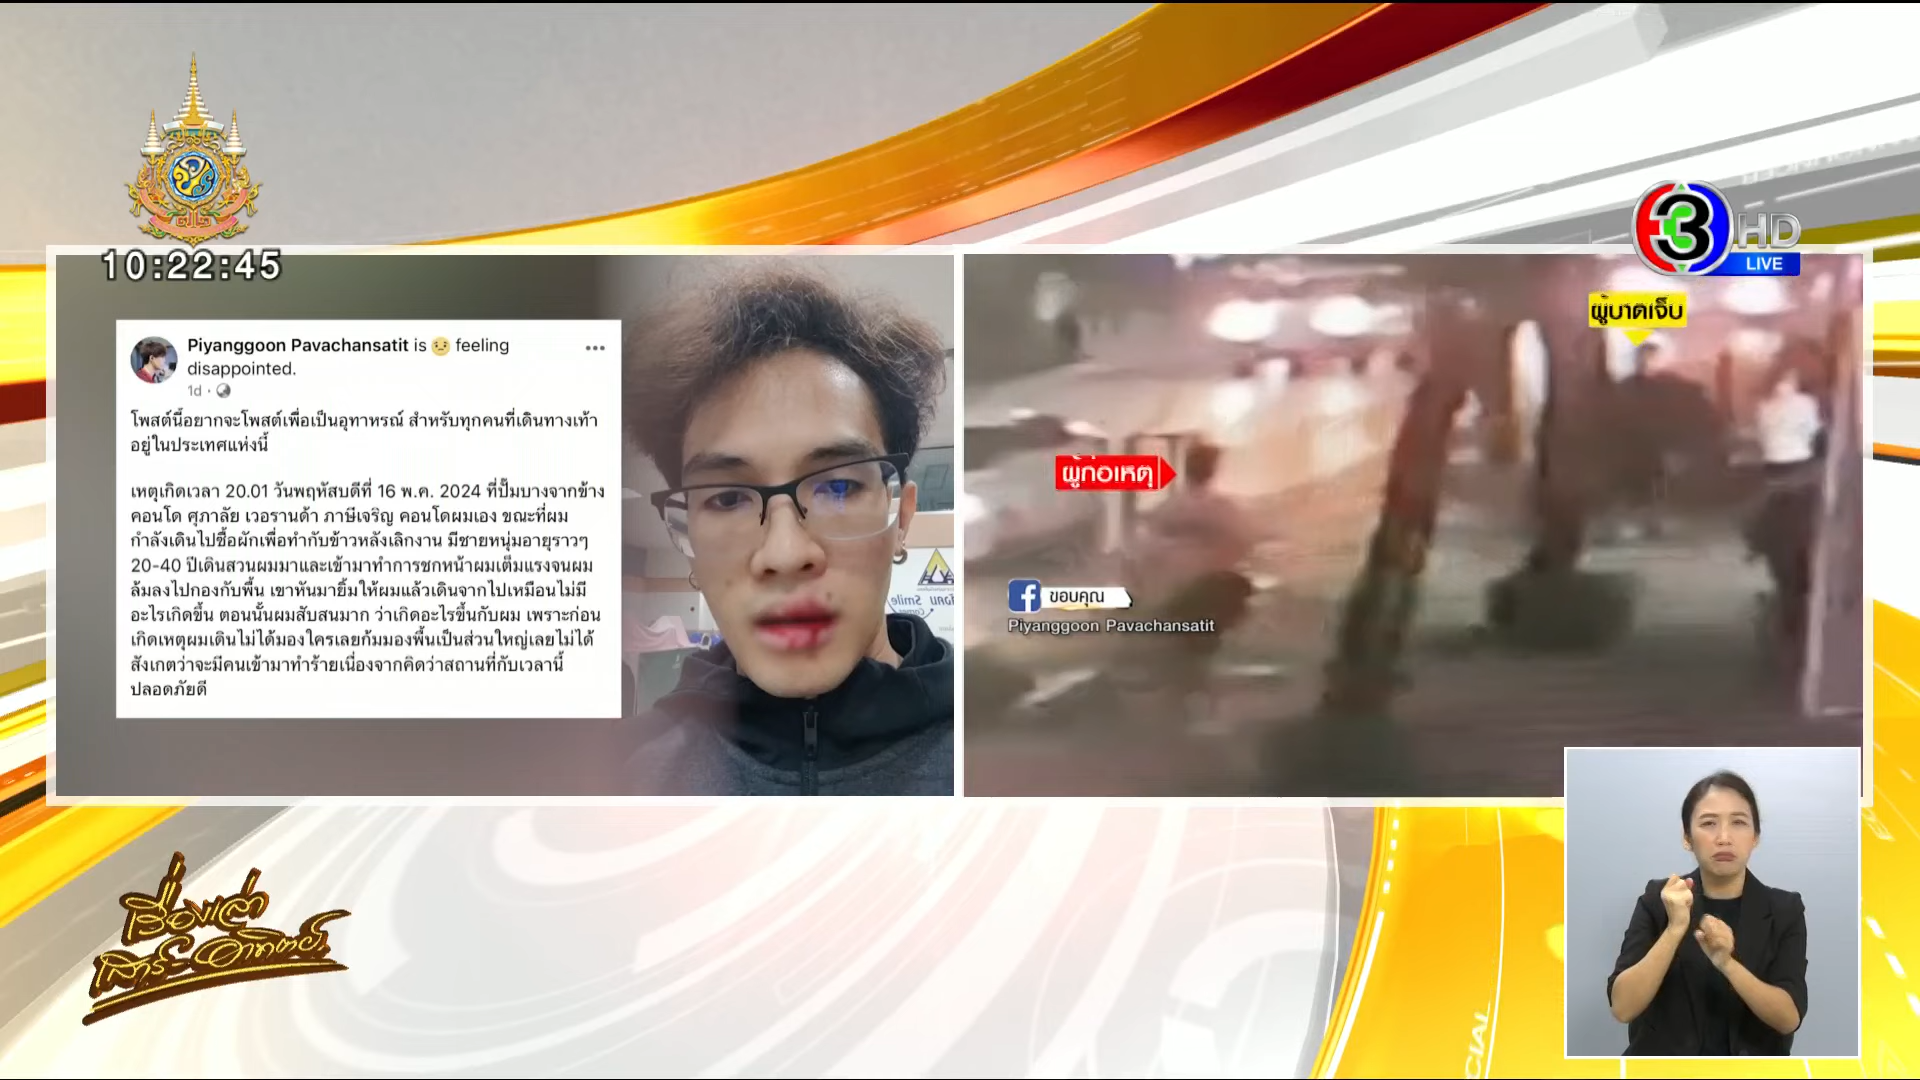 10:22:45
3 HD
LIVE
Piyanggoon Pavachansatit is 😔 feeling
disappointed.
1d
โพสต์นี้อยากจะโพสต์เพื่อเป็นอุทาหรณ์ สำหรับทุกคนที่เดินทางเท้า
อยู่ในประเทศแห่งนี้
เหตุเกิดเวลา 20.01 วันพฤหัสบดีที่ 16 พ.ค. 2024 ที่ปั๊มบางจากข้าง
คอนโด ศุภาลัย เวอรานด้า ภาษีเจริญ คอนโดผมเอง ขณะที่ผม
กำลังเดินไปซื้อผักเพื่อทำกับข้าวหลังเลิกงาน มีชายหนุ่มอายุราวๆ
20-40 ปีเดินสวนผมมาและเข้ามาทำการชกหน้าผมเต็มแรงจนผม
ล้มลงไปกองกับพื้น เขาหันมายิ้มให้ผมแล้วเดินจากไปเหมือนไม่มี
อะไรเกิดขึ้น ตอนนั้นผมสับสนมาก ว่าเกิดอะไรขึ้นกับผม เพราะก่อน
เกิดเหตุผมเดินไม่ได้มองใครเลยก้มมองพื้นเป็นส่วนใหญ่เลยไม่ได้
สังเกตว่าจะมีคนเข้ามาทำร้ายเนื่องจากคิดว่าสถานที่กับเวลานี้
ปลอดภัยดี
ผู้บาดเจ็บ
ผู้ก่อเหตุ
ขอบคุณ
Piyanggoon Pavachansatit
เรื่องเล่า
เสาร์-อาทิตย์
CIAL